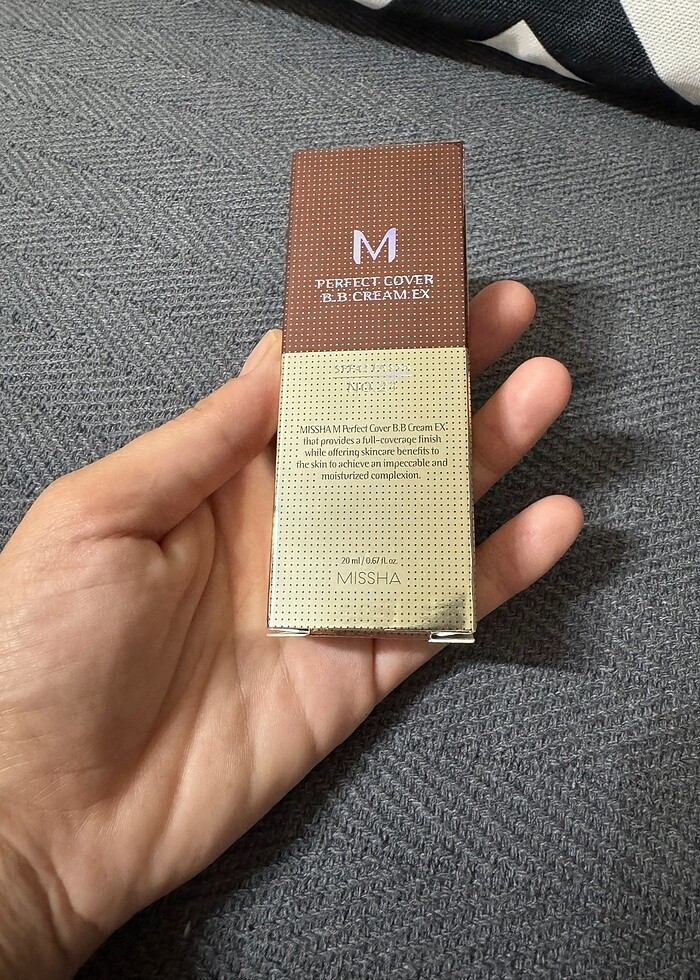 M
PERFECT COVER
B.B CREAM EX
MISSHA M Perfect Cover B.B Cream EX
that provides a full-coverage finish
while offering skincare benefits to
the skin to achieve an impeccable and
moisturized complexion.
20 ml / 0.67 fl. oz.
MISSHA